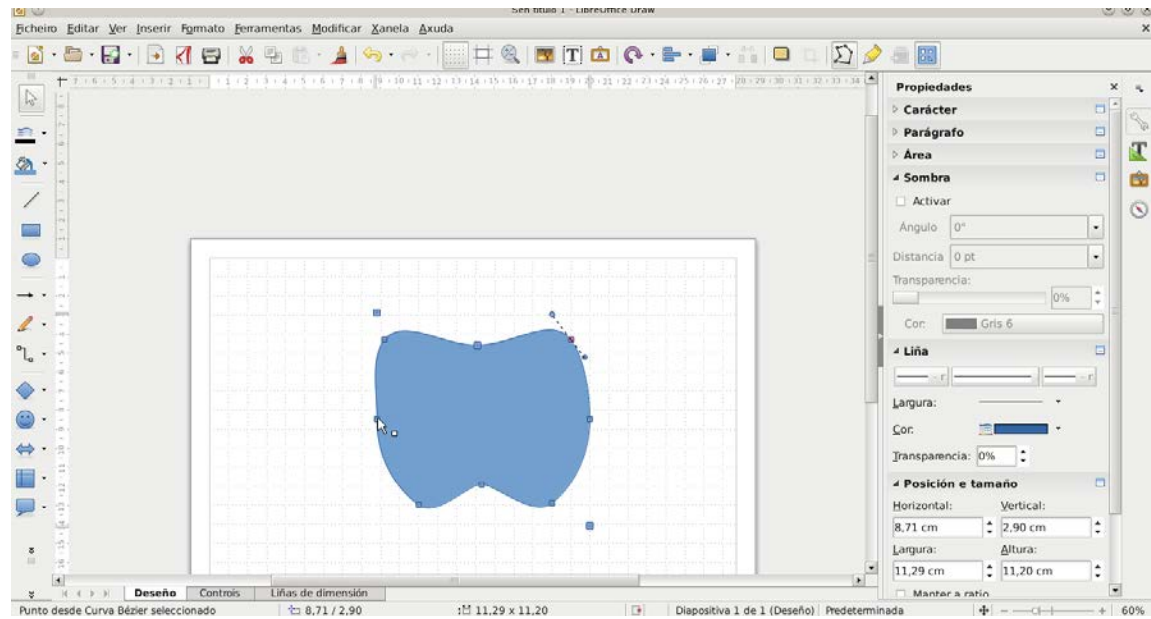 Sen título 1 - LibreOffice Draw
Ficheiro Editar Ver Inserir Formato Ferramentas Modificar Xanela Axuda
Propiedades
Carácter
Parágrafo
Área
Sombra
Activar
Ángulo 0°
Distancia 0 pt
Transparencia:
0%
Cor: Gris 6
Liña
Largura:
Cor:
Transparencia: 0%
Posición e tamaño
Horizontal: Vertical:
8,71 cm 2,90 cm
Largura: Altura:
11,29 cm 11,20 cm
Manter a ratio
Deseño Controis Liñas de dimensión
Punto desde Curva Bézier seleccionado 8,71 / 2,90 11,29 x 11,20 Diapositiva 1 de 1 (Deseño) Predeterminada 60%